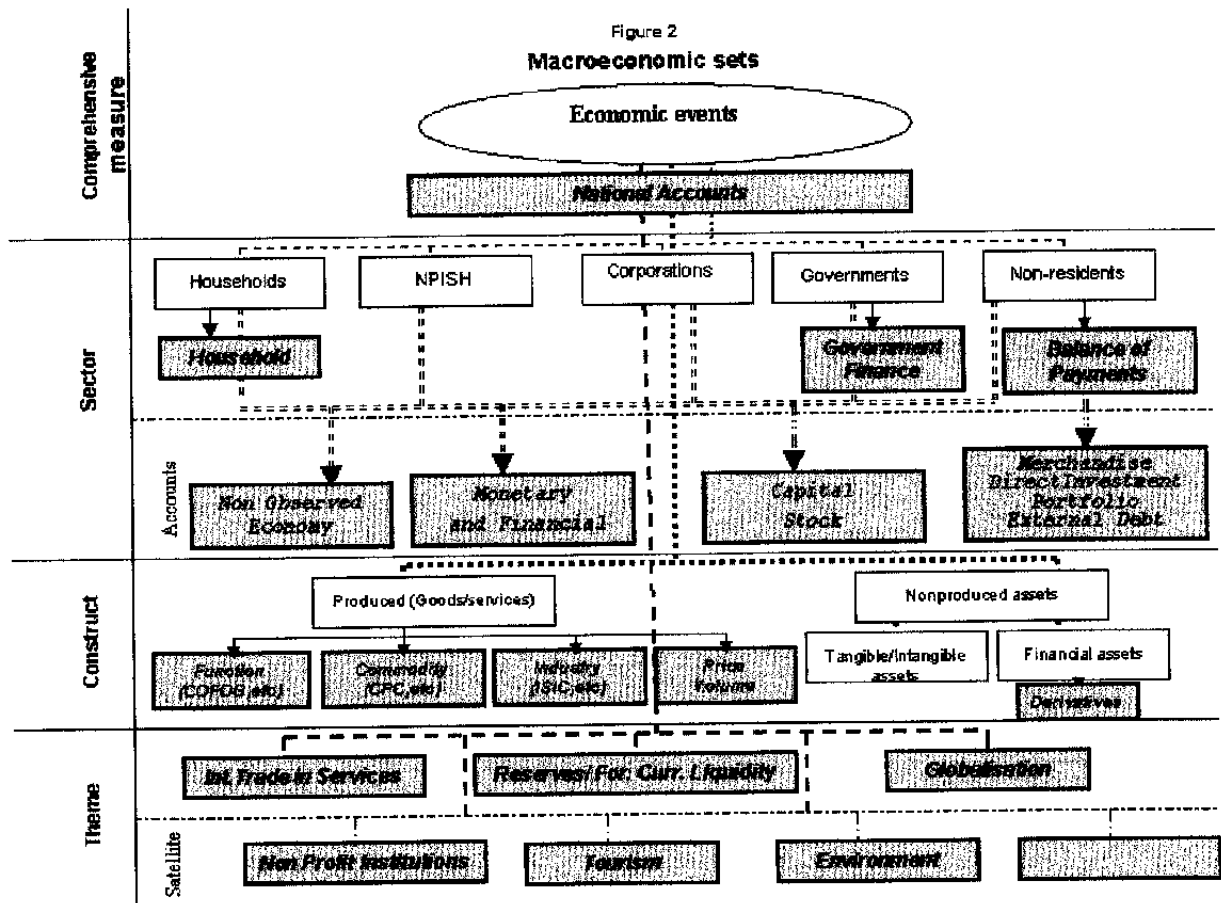 Figure 2
Macroeconomic sets
Comprehensive
measure
Economic events
National Accounts
Sector
Households
NPISH
Corporations
Governments
Non-residents
Household
Government
Finance
Balance of
Payments
Accounts
Non Observed
Economy
Monetary
and Financial
Capital
Stock
Merchandise
DirectInvestment
Portfolio
External Debt
Construct
Produced (Goods/services)
Nonproduced assets
Function
(COFOG,etc)
Commodity
(CPC,etc)
Industry
(ISIC,etc)
Price
Volume
Tangible/Intangible
assets
Financial assets
Derivatives
Theme
Int. Trade in Services
Reserves/ For. Curr. Liquidity
Globalisation
Satellite
Non Profit Institutions
Tourism
Environment